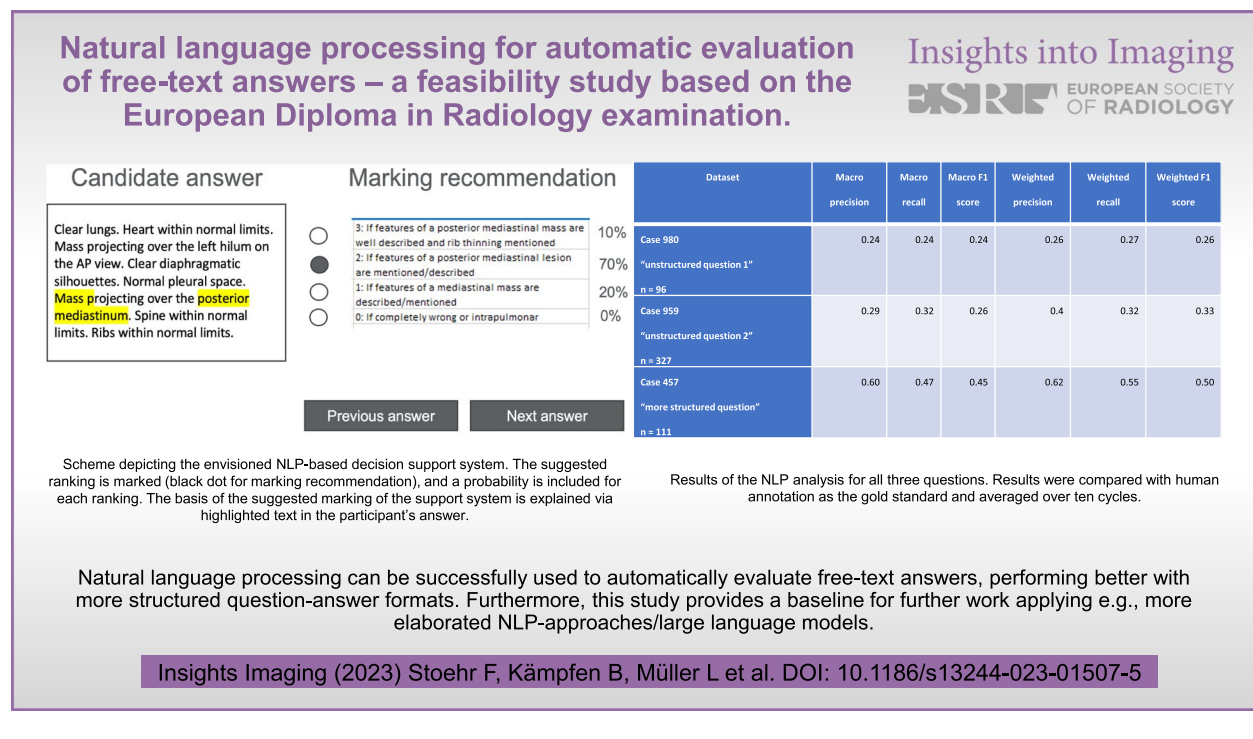 Natural language processing for automatic evaluation
of free-text answers – a feasibility study based on the
European Diploma in Radiology examination.
Insights into Imaging
ESR
EUROPEAN SOCIETY
OF RADIOLOGY
Candidate answer
Clear lungs. Heart within normal limits.
Mass projecting over the left hilum on
the AP view. Clear diaphragmatic
silhouettes. Normal pleural space.
Mass projecting over the posterior
mediastinum. Spine within normal
limits. Ribs within normal limits.
Marking recommendation
3: If features of a posterior mediastinal mass are
well described and rib thinning mentioned
10%
2: If features of a posterior mediastinal lesion
are mentioned/described
70%
1: If features of a mediastinal mass are
described/mentioned
20%
0: If completely wrong or intrapulmonar
0%
Previous answer
Next answer
Dataset
Macro
precision
Macro
recall
Macro F1
score
Weighted
precision
Weighted
recall
Weighted F1
score
Case 980
"unstructured question 1"
n = 96
0.24 0.24 0.24 0.26 0.27 0.26
Case 959
"unstructured question 2"
n = 327
0.29 0.32 0.26 0.4 0.32 0.33
Case 457
"more structured question"
n = 111
0.60 0.47 0.45 0.62 0.55 0.50
Scheme depicting the envisioned NLP-based decision support system. The suggested
ranking is marked (black dot for marking recommendation), and a probability is included for
each ranking. The basis of the suggested marking of the support system is explained via
highlighted text in the participant's answer.
Results of the NLP analysis for all three questions. Results were compared with human
annotation as the gold standard and averaged over ten cycles.
Natural language processing can be successfully used to automatically evaluate free-text answers, performing better with
more structured question-answer formats. Furthermore, this study provides a baseline for further work applying e.g., more
elaborated NLP-approaches/large language models.
Insights Imaging (2023) Stoehr F, Kämpfen B, Müller L et al. DOI: 10.1186/s13244-023-01507-5